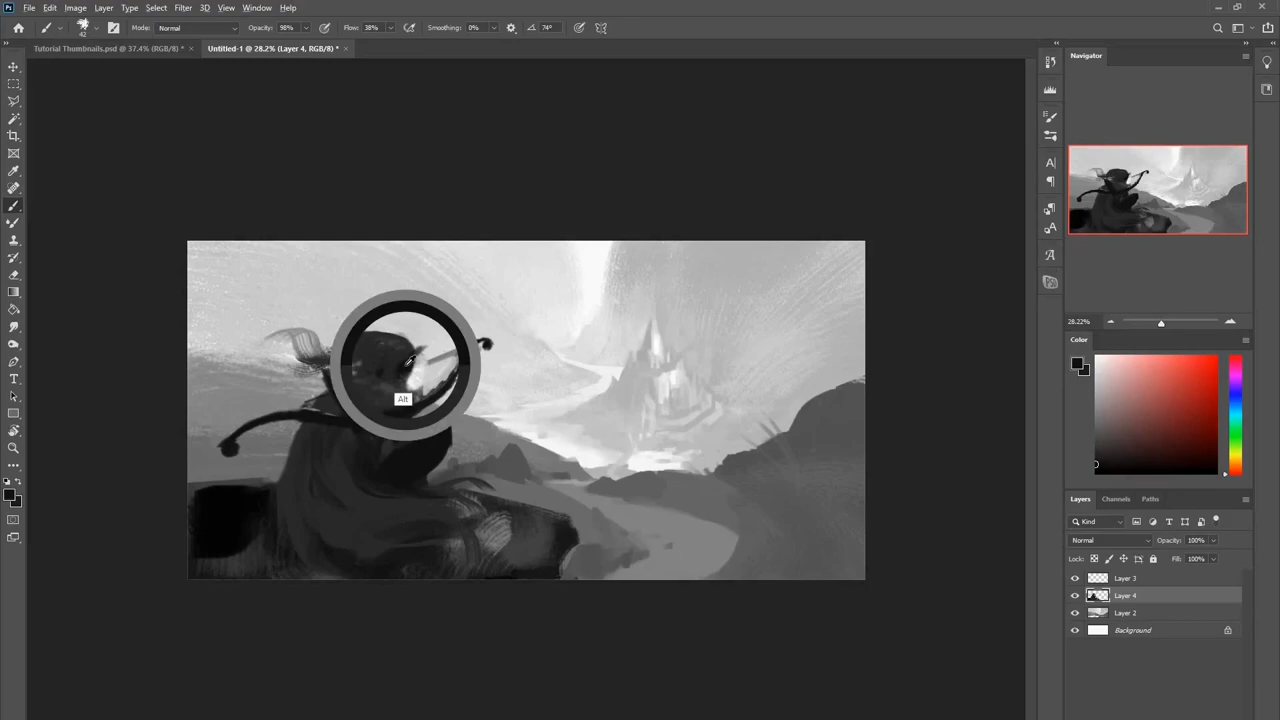 Ps File Edit Image Layer Type Select Filter 3D View Window Help
42 Mode: Normal Opacity: 98% Flow: 38% Smoothing: 0% 74°
Tutorial Thumbnails.psd @ 37.4% (RGB/8) * × Untitled-1 @ 28.2% (Layer 4, RGB/8) * ×
Navigator
28.22%
Color
Alt
Layers Channels Paths
Kind
Normal Opacity: 100%
Lock: Fill: 100%
Layer 3
Layer 4
Layer 2
Background